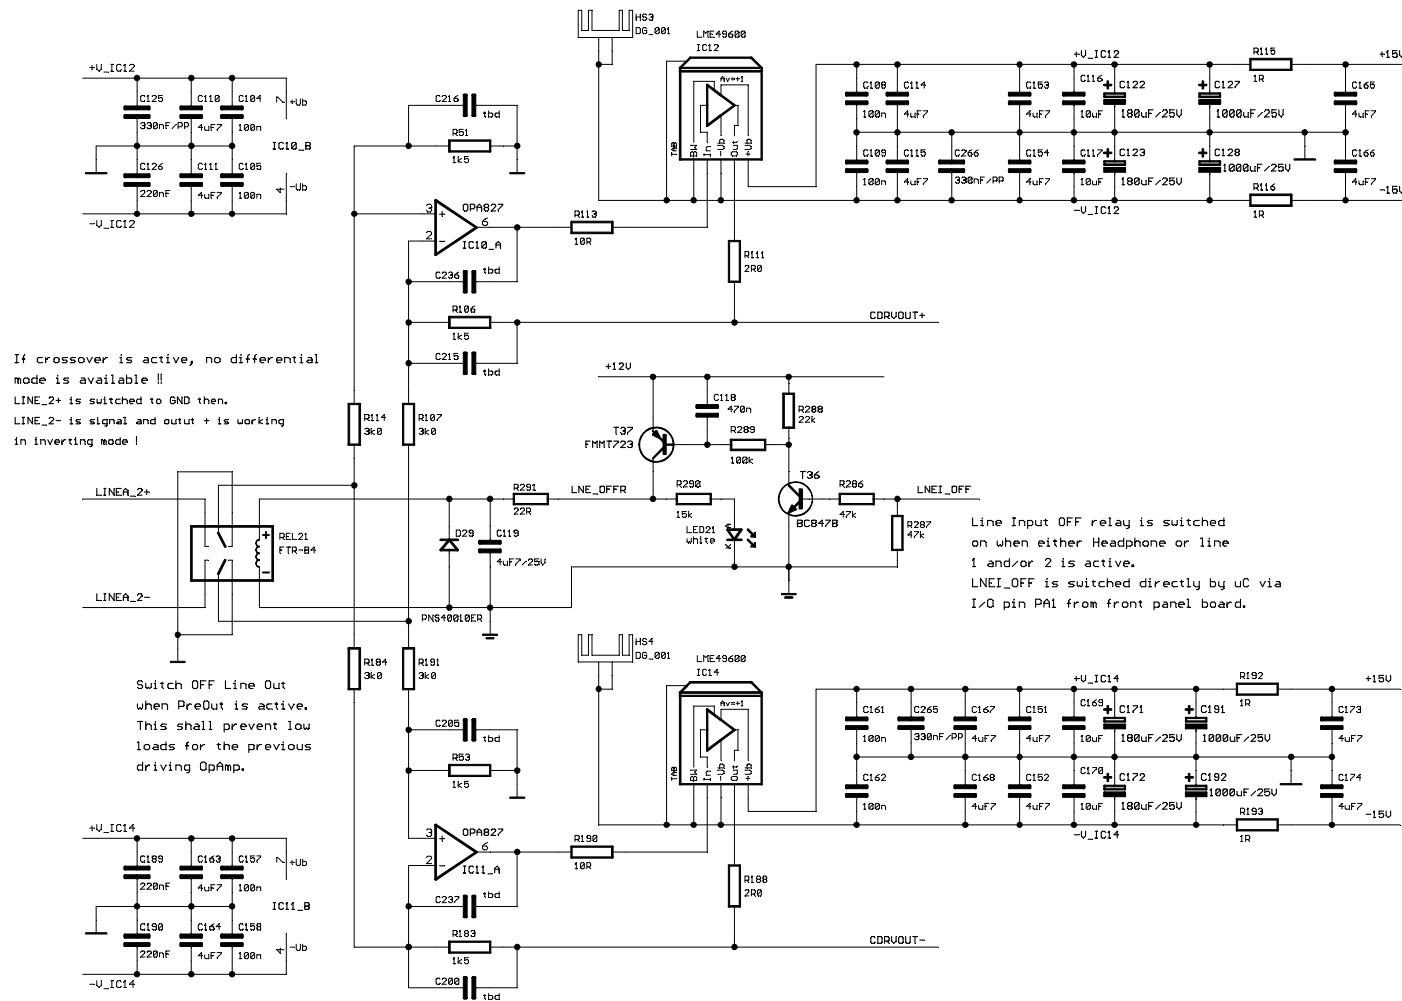 HS3
DG_001
LME49600
IC12
Av=+1
TAB
BW
In
-Ub
Out
+Ub
+V_IC12
C125
330nF/PP
C110
4uF7
C104
100n
7
+Ub
IC10_B
C126
220nF
C111
4uF7
C105
100n
4
-Ub
-V_IC12
C216
tbd
R51
1k5
3
+
2
-
OPA827
6
IC10_A
C236
tbd
R113
10R
R111
2R0
R106
1k5
C215
tbd
CDRVOUT+
+V_IC12
C108
100n
C114
4uF7
C153
4uF7
C116
10uF
+
C122
180uF/25V
+
C127
1000uF/25V
R115
1R
+15V
C165
4uF7
C109
100n
C115
4uF7
C266
330nF/PP
C154
4uF7
C117
10uF
+
C123
180uF/25V
+
C128
1000uF/25V
R116
1R
C166
4uF7
-15V
-V_IC12
If crossover is active, no differential
mode is available !!
LINE_2+ is switched to GND then.
LINE_2- is signal and outut + is working
in inverting mode !
R114
3k0
R107
3k0
+12V
C118
470n
R288
22k
T37
FMMT723
R289
100k
T36
BC847B
R286
47k
LNEI_OFF
R287
47k
LINEA_2+
R291
22R
LNE_OFFR
R290
15k
LED21
white
A
K
REL21
FTR-B4
+
-
D29
C119
4uF7/25V
PNS40010ER
LINEA_2-
Line Input OFF relay is switched
on when either Headphone or line
1 and/or 2 is active.
LNEI_OFF is switched directly by uC via
I/O pin PA1 from front panel board.
R184
3k0
R191
3k0
Switch OFF Line Out
when PreOut is active.
This shall prevent low
loads for the previous
driving OpAmp.
HS4
DG_001
LME49600
IC14
Av=+1
TAB
BW
In
-Ub
Out
+Ub
C205
tbd
R53
1k5
3
+
2
-
OPA827
6
IC11_A
C237
tbd
R190
10R
R188
2R0
R183
1k5
C200
tbd
CDRVOUT-
+V_IC14
C161
100n
C265
330nF/PP
C167
4uF7
C151
4uF7
C169
10uF
+
C171
180uF/25V
+
C191
1000uF/25V
R192
1R
+15V
C173
4uF7
C162
100n
C168
4uF7
C152
4uF7
C170
10uF
+
C172
180uF/25V
+
C192
1000uF/25V
R193
1R
C174
4uF7
-15V
-V_IC14
+V_IC14
C189
220nF
C163
4uF7
C157
100n
7
+Ub
IC11_B
C190
220nF
C164
4uF7
C158
100n
4
-Ub
-V_IC14